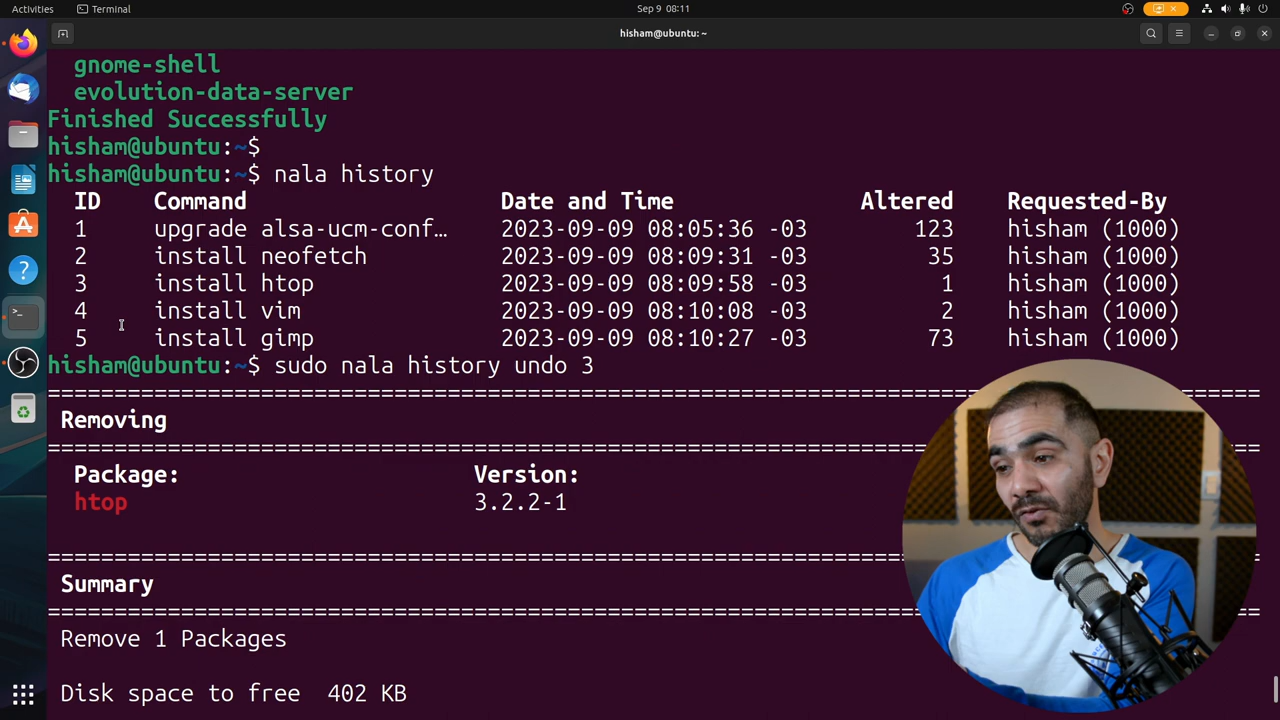 Activities Terminal Sep 9 08:11
hisham@ubuntu: ~
gnome-shell
evolution-data-server
Finished Successfully
hisham@ubuntu:~$
hisham@ubuntu:~$ nala history
ID Command Date and Time Altered Requested-By
1 upgrade alsa-ucm-conf… 2023-09-09 08:05:36 -03 123 hisham (1000)
2 install neofetch 2023-09-09 08:09:31 -03 35 hisham (1000)
3 install htop 2023-09-09 08:09:58 -03 1 hisham (1000)
4 install vim 2023-09-09 08:10:08 -03 2 hisham (1000)
5 install gimp 2023-09-09 08:10:27 -03 73 hisham (1000)
hisham@ubuntu:~$ sudo nala history undo 3
Removing
Package: Version:
htop 3.2.2-1
Summary
Remove 1 Packages
Disk space to free 402 KB